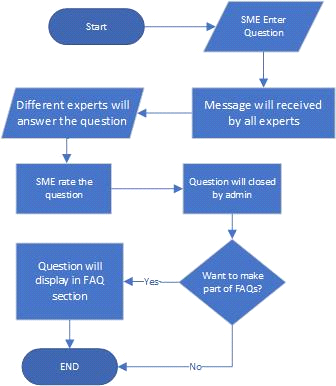 Start
SME Enter
Question
Different experts will
answer the question
Message will received
by all experts
SME rate the
question
Question will closed
by admin
Question will
display in FAQ
section
Yes
Want to make
part of FAQs?
END
No